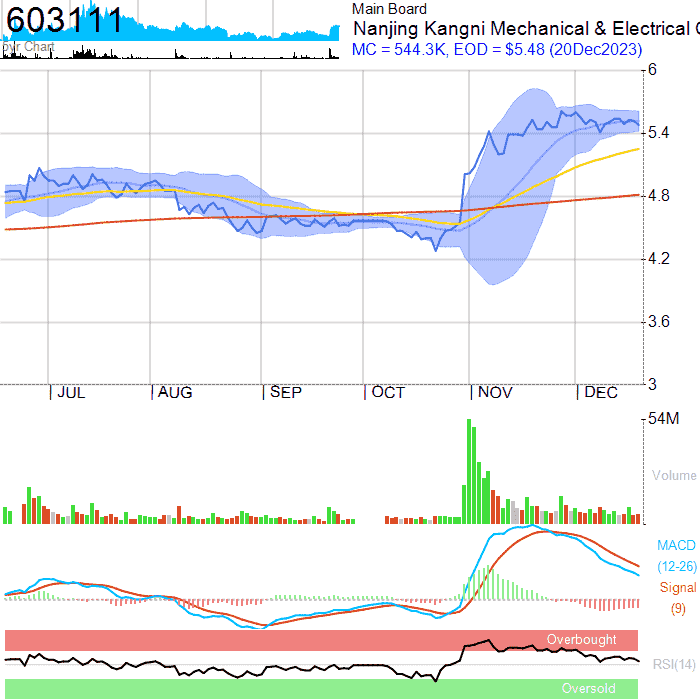 603111
Main Board
Nanjing Kangni Mechanical & Electrical C
MC = 544.3K, EOD = $5.48 (20Dec2023)
6
5.4
4.8
4.2
3.6
3
JUL
AUG
SEP
OCT
NOV
DEC
54M
Volume
MACD
(12-26)
Signal
(9)
Overbought
RSI(14)
Oversold